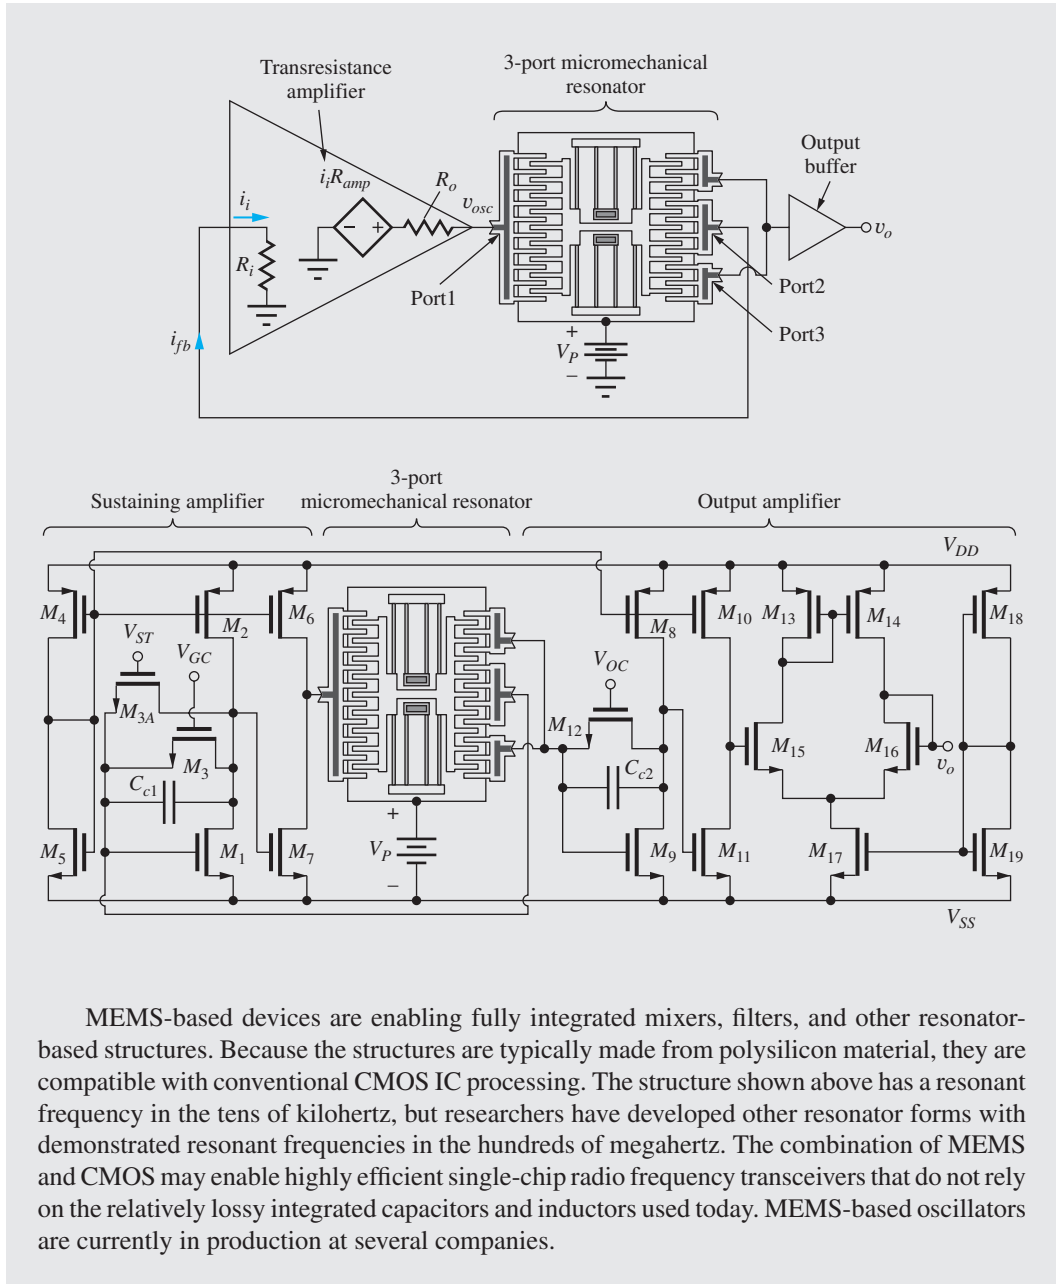 Transresistance
amplifier
3-port micromechanical
resonator
Output
buffer
i_i R_amp
R_o
v_osc
i_i
R_i
− +
v_o
Port1
Port2
Port3
i_fb
+
V_P
−
3-port
micromechanical resonator
Sustaining amplifier
Output amplifier
V_DD
M_4
M_2
M_6
M_8
M_10
M_13
M_14
M_18
V_ST
V_GC
V_OC
M_3A
M_12
M_15
M_16
v_o
M_3
C_c1
C_c2
+
V_P
−
M_5
M_1
M_7
M_9
M_11
M_17
M_19
V_SS
MEMS-based devices are enabling fully integrated mixers, filters, and other resonator-
based structures. Because the structures are typically made from polysilicon material, they are
compatible with conventional CMOS IC processing. The structure shown above has a resonant
frequency in the tens of kilohertz, but researchers have developed other resonator forms with
demonstrated resonant frequencies in the hundreds of megahertz. The combination of MEMS
and CMOS may enable highly efficient single-chip radio frequency transceivers that do not rely
on the relatively lossy integrated capacitors and inductors used today. MEMS-based oscillators
are currently in production at several companies.